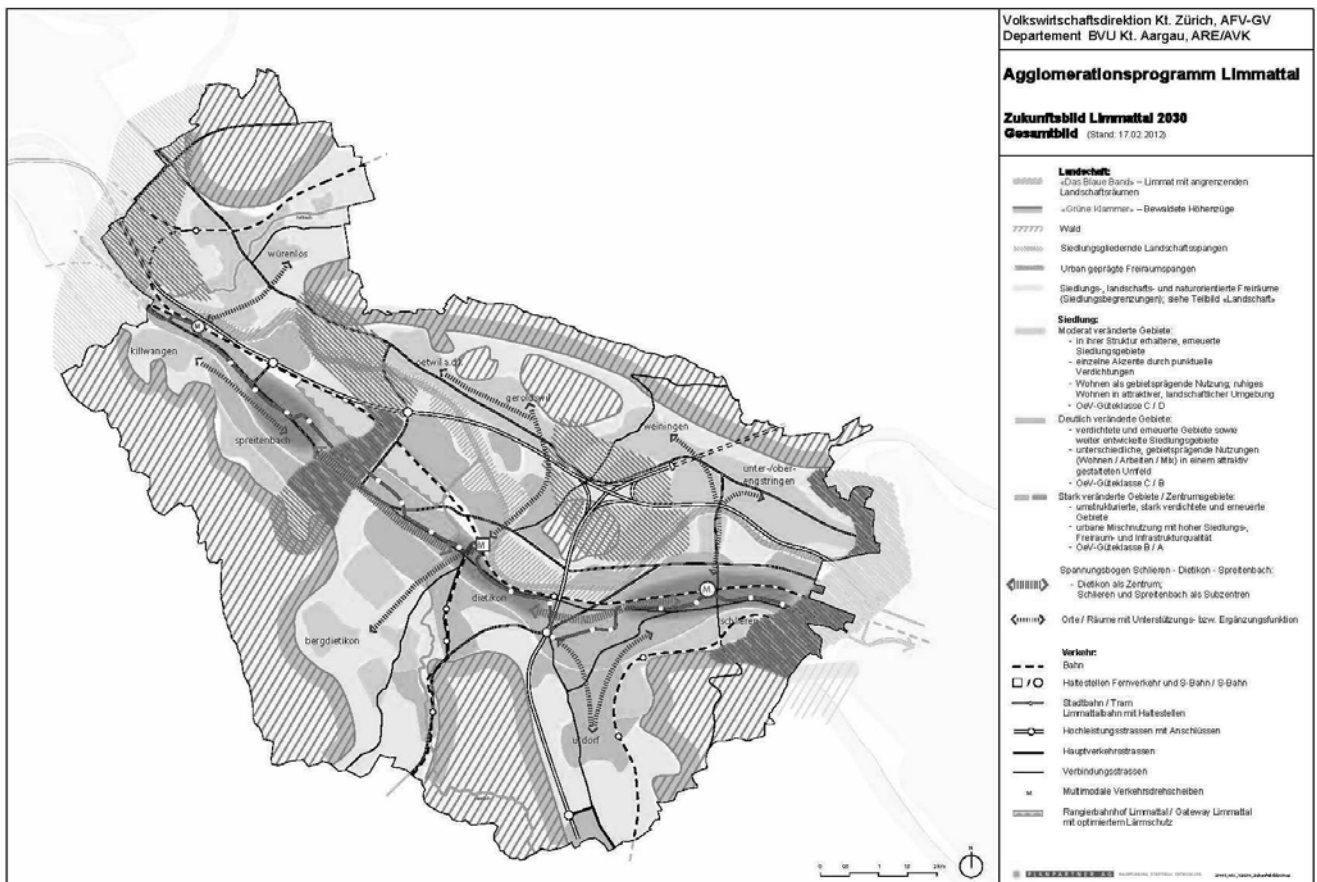 Volkswirtschaftsdirektion Kt. Zürich, AFV-GV
Departement BVU Kt. Aargau, ARE/AVK
Agglomerationsprogramm Limmattal
Zukunftsbild Limmattal 2030
Gesamtbild (Stand: 17.02.2012)
Landschaft:
«Das Blaue Band» – Limmat mit angrenzenden
Landschaftsräumen
«Grüne Klammer» – Bewaldete Höhenzüge
Wald
Siedlungsgliedernde Landschaftsspangen
Urban geprägte Freiraumspangen
Siedlungs-, landschafts- und naturorientierte Freiräume
(Siedlungsbegrenzungen); siehe Teilbild «Landschaft»
Siedlung:
Moderat veränderte Gebiete:
- in ihrer Struktur erhaltene, erneuerte
Siedlungsgebiete
- einzelne Akzente durch punktuelle
Verdichtungen
- Wohnen als gebietsprägende Nutzung; ruhiges
Wohnen in attraktiver, landschaftlicher Umgebung
- OeV-Güteklasse C / D
Deutlich veränderte Gebiete:
- verdichtete und erneuerte Gebiete sowie
weiter entwickelte Siedlungsgebiete
- unterschiedliche, gebietsprägende Nutzungen
(Wohnen / Arbeiten / Mix) in einem attraktiv
gestalteten Umfeld
- OeV-Güteklasse C / B
Stark veränderte Gebiete / Zentrumsgebiete:
- umstrukturierte, stark verdichtete und erneuerte
Gebiete
- urbane Mischnutzung mit hoher Siedlungs-,
Freiraum- und Infrastrukturqualität
- OeV-Güteklasse B / A
Spannungsbogen Schlieren - Dietikon - Spreitenbach:
- Dietikon als Zentrum;
Schlieren und Spreitenbach als Subzentren
Orte / Räume mit Unterstützungs- bzw. Ergänzungsfunktion
Verkehr:
Bahn
Haltestellen Fernverkehr und S-Bahn / S-Bahn
Stadtbahn / Tram
Limmattalbahn mit Haltestellen
Hochleistungsstrassen mit Anschlüssen
Hauptverkehrsstrassen
Verbindungsstrassen
M Multimodale Verkehrsdrehscheiben
Rangierbahnhof Limmattal / Gateway Limmattal
mit optimiertem Lärmschutz
PLANPARTNER AG
würenlos
M
killwangen
oetwil a.d.l.
geroldswil
spreitenbach
weiningen
unter-/ober-
engstringen
M
dietikon
M
schlieren
bergdietikon
urdorf
N